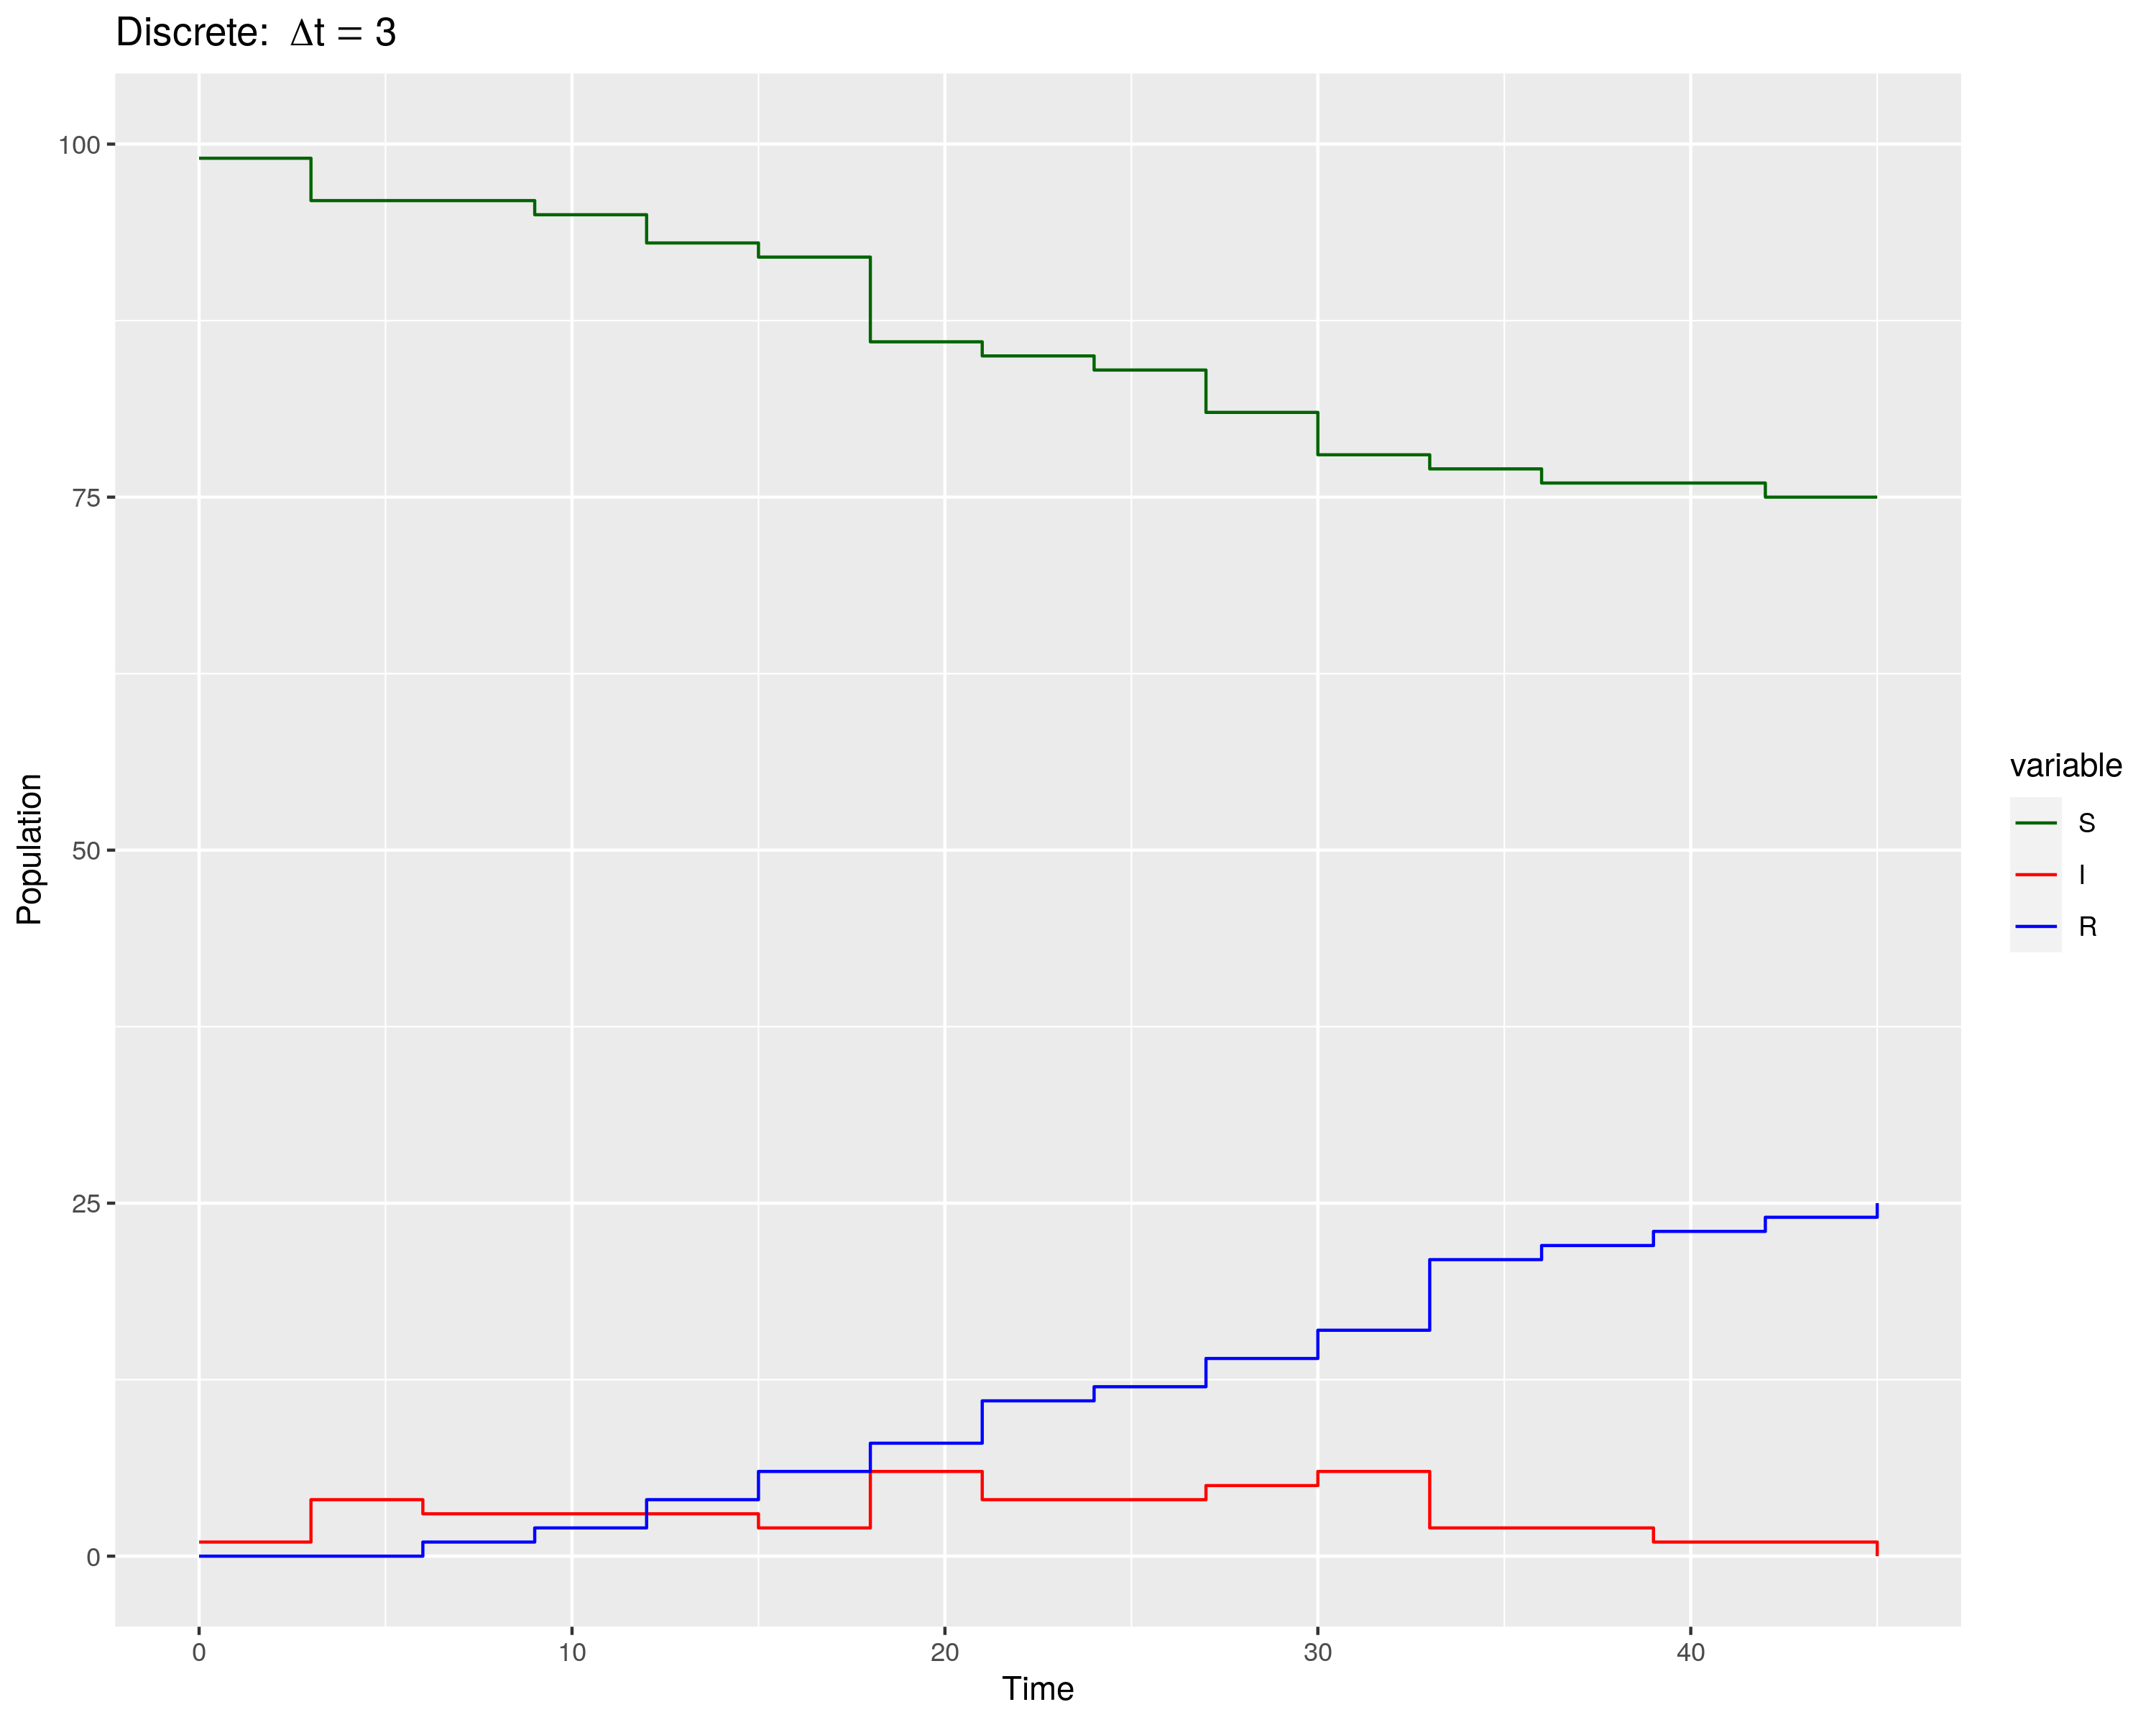 Discrete: Δt = 3
100
75
50
25
0
Population
0 10 20 30 40
Time
variable
S
I
R